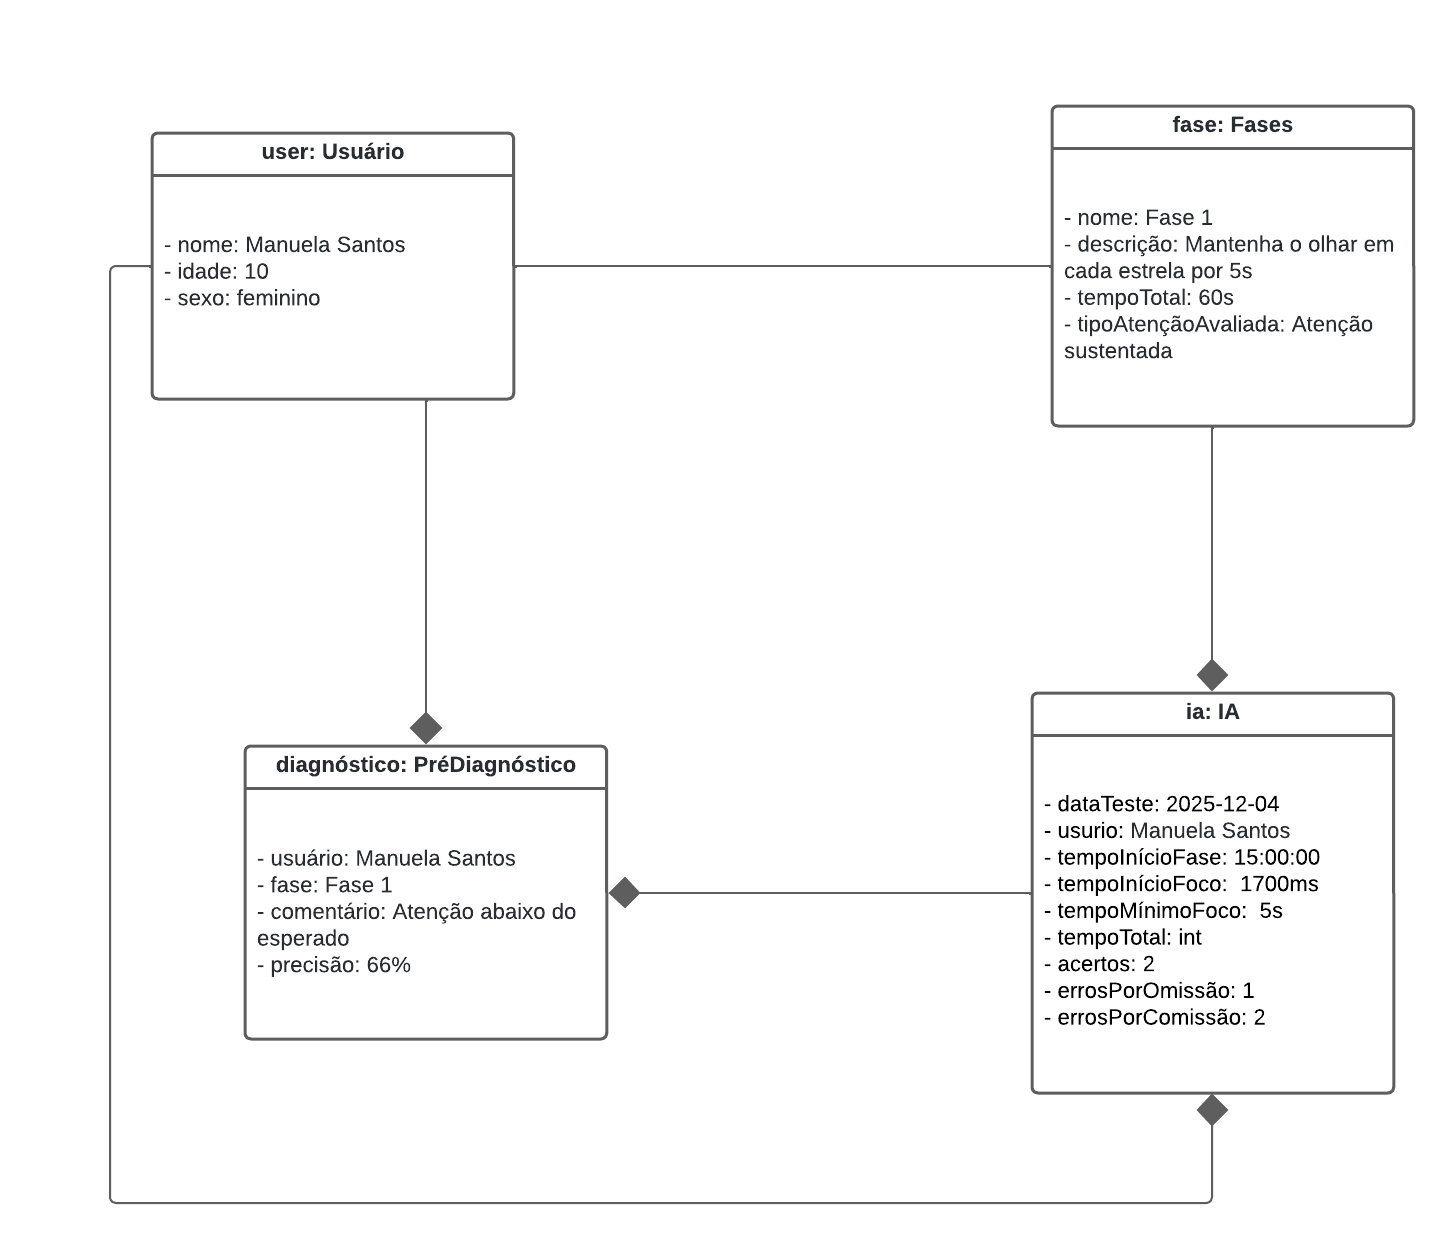 user: Usuário
- nome: Manuela Santos
- idade: 10
- sexo: feminino
fase: Fases
- nome: Fase 1
- descrição: Mantenha o olhar em
cada estrela por 5s
- tempoTotal: 60s
- tipoAtençãoAvaliada: Atenção
sustentada
diagnóstico: PréDiagnóstico
- usuário: Manuela Santos
- fase: Fase 1
- comentário: Atenção abaixo do
esperado
- precisão: 66%
ia: IA
- dataTeste: 2025-12-04
- usurio: Manuela Santos
- tempoInícioFase: 15:00:00
- tempoInícioFoco:  1700ms
- tempoMínimoFoco:  5s
- tempoTotal: int
- acertos: 2
- errosPorOmissão: 1
- errosPorComissão: 2